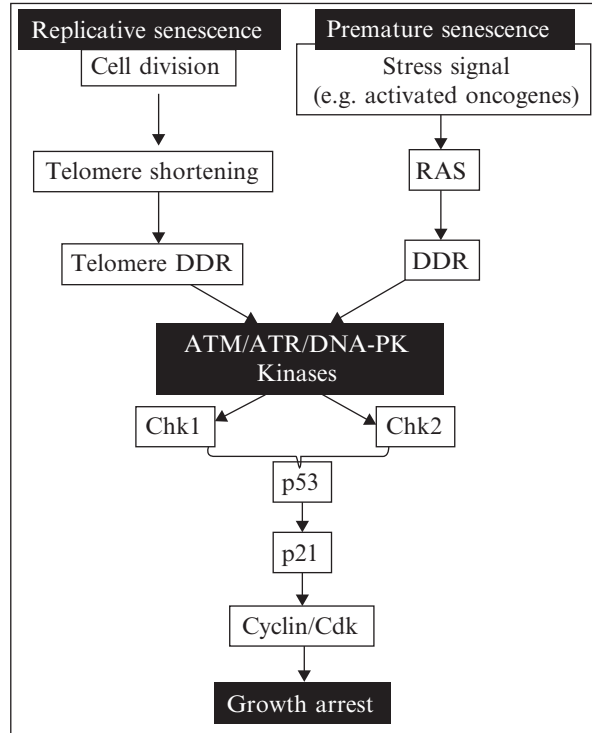 Replicative senescence
Cell division
Telomere shortening
Telomere DDR
Premature senescence
Stress signal
(e.g. activated oncogenes)
RAS
DDR
ATM/ATR/DNA-PK
Kinases
Chk1
Chk2
p53
p21
Cyclin/Cdk
Growth arrest